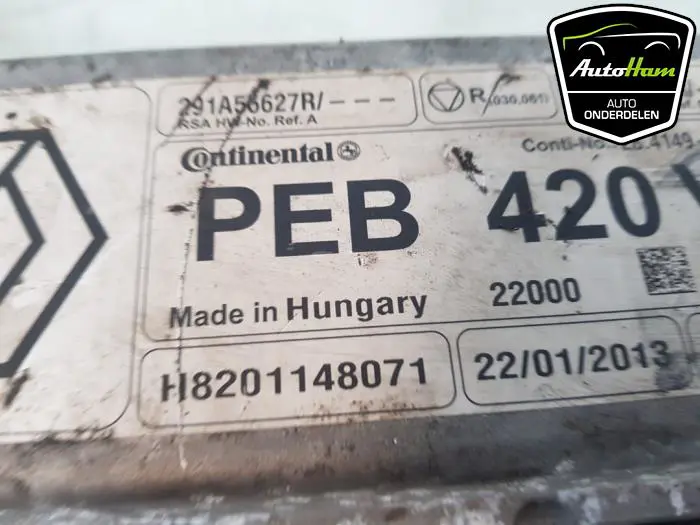 AutoHam
AUTO
ONDERDELEN
291A56627R/---
RSA HW-No. Ref. A
R (030,061)
Continental
Conti-No
PEB 420
Made in Hungary
22000
H8201148071
22/01/2013